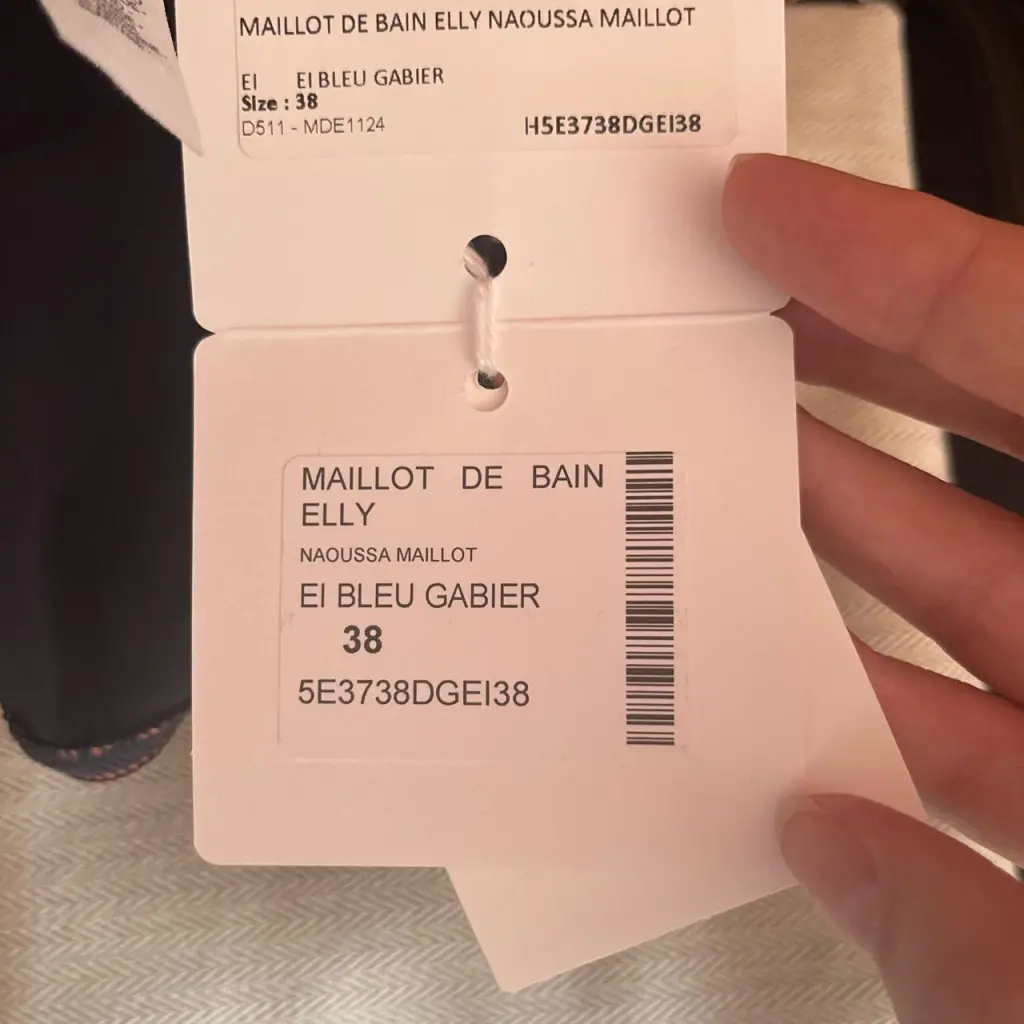 MAILLOT DE BAIN ELLY NAOUSSA MAILLOT
EI EI BLEU GABIER
Size : 38
D511 - MDE1124 H5E3738DGEI38
MAILLOT DE BAIN
ELLY
NAOUSSA MAILLOT
EI BLEU GABIER
38
5E3738DGEI38